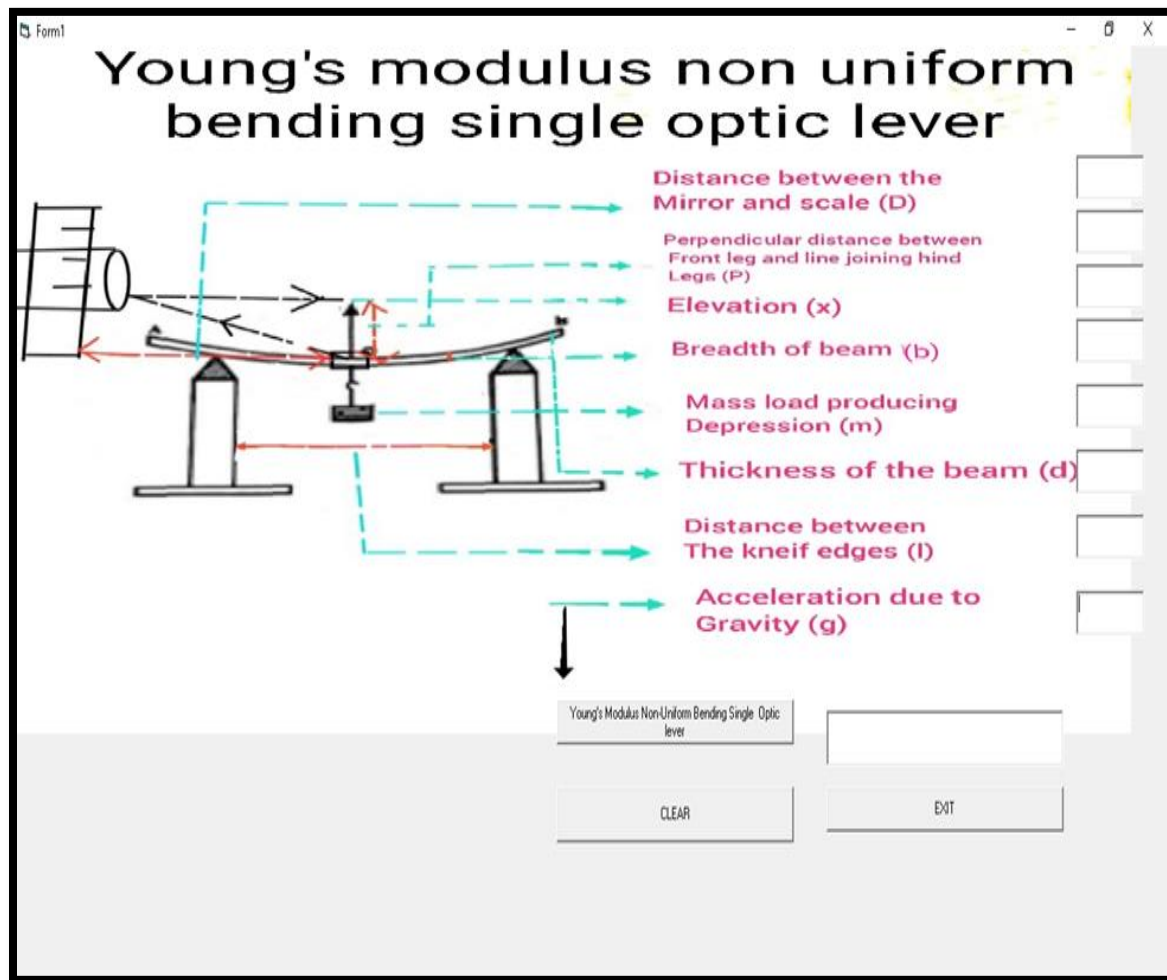 Form1
Young's modulus non uniform
bending single optic lever
Distance between the
Mirror and scale (D)
Perpendicular distance between
Front leg and line joining hind
Legs (P)
Elevation (x)
Breadth of beam (b)
Mass load producing
Depression (m)
Thickness of the beam (d)
Distance between
The kneif edges (l)
Acceleration due to
Gravity (g)
Young's Modulus Non-Uniform Bending Single Optic
lever
CLEAR
EXIT